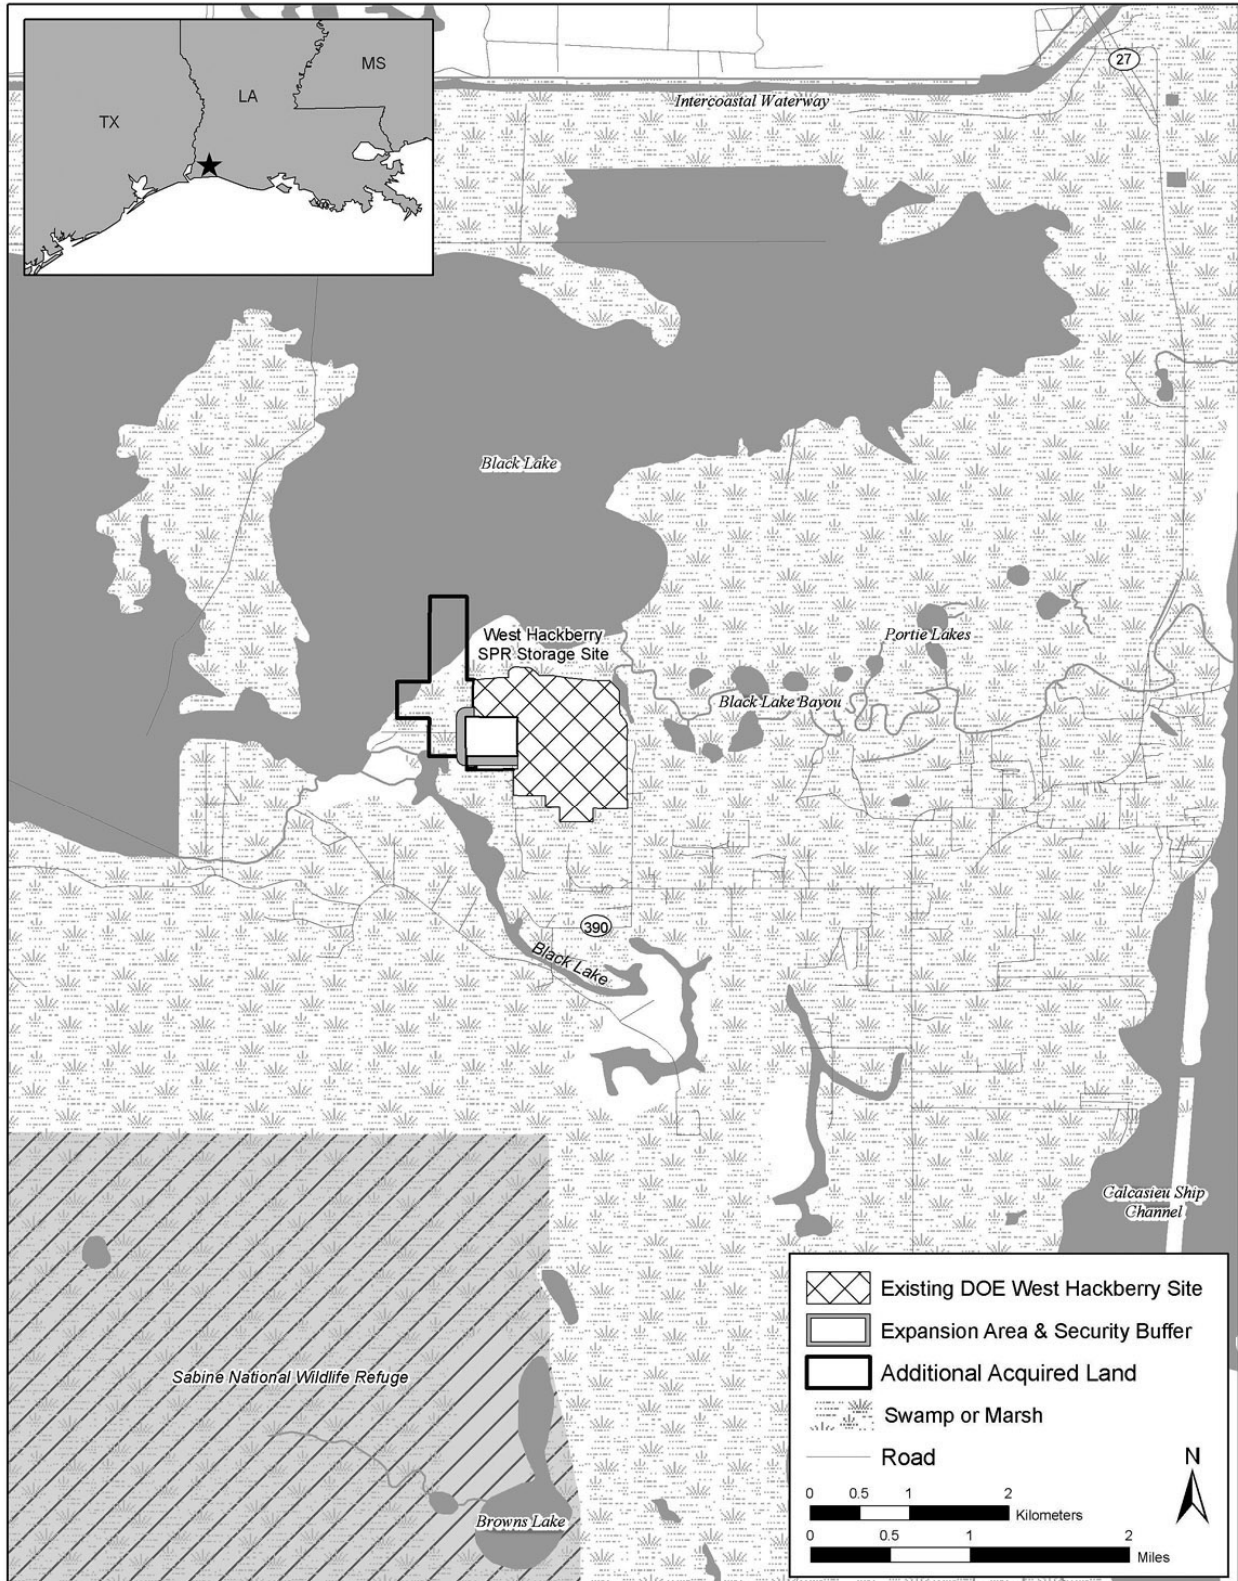 TX
LA
MS
27
Intercoastal Waterway
Black Lake
West Hackberry
SPR Storage Site
Portie Lakes
Black Lake Bayou
390
Black Lake
Calcasieu Ship
Channel
Sabine National Wildlife Refuge
Browns Lake
Existing DOE West Hackberry Site
Expansion Area & Security Buffer
Additional Acquired Land
Swamp or Marsh
Road
N
0 0.5 1 2
Kilometers
0 0.5 1 2
Miles